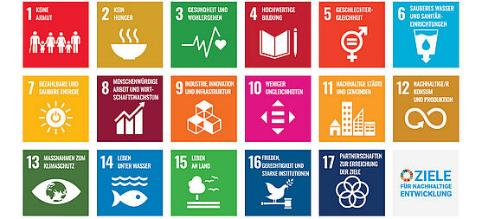 1 KEINE
ARMUT
2 KEIN
HUNGER
3 GESUNDHEIT UND
WOHLERGEHEN
4 HOCHWERTIGE
BILDUNG
5 GESCHLECHTER-
GLEICHHEIT
6 SAUBERES WASSER
UND SANITÄR-
EINRICHTUNGEN
7 BEZAHLBARE UND
SAUBERE ENERGIE
8 MENSCHENWÜRDIGE
ARBEIT UND WIRT-
SCHAFTSWACHSTUM
9 INDUSTRIE, INNOVATION
UND INFRASTRUKTUR
10 WENIGER
UNGLEICHHEITEN
11 NACHHALTIGE STÄDTE
UND GEMEINDEN
12 NACHHALTIGE/R
KONSUM
UND PRODUKTION
13 MASSNAHMEN ZUM
KLIMASCHUTZ
14 LEBEN
UNTER WASSER
15 LEBEN
AN LAND
16 FRIEDEN,
GERECHTIGKEIT UND
STARKE INSTITUTIONEN
17 PARTNERSCHAFTEN
ZUR ERREICHUNG
DER ZIELE
ZIELE
FÜR NACHHALTIGE
ENTWICKLUNG